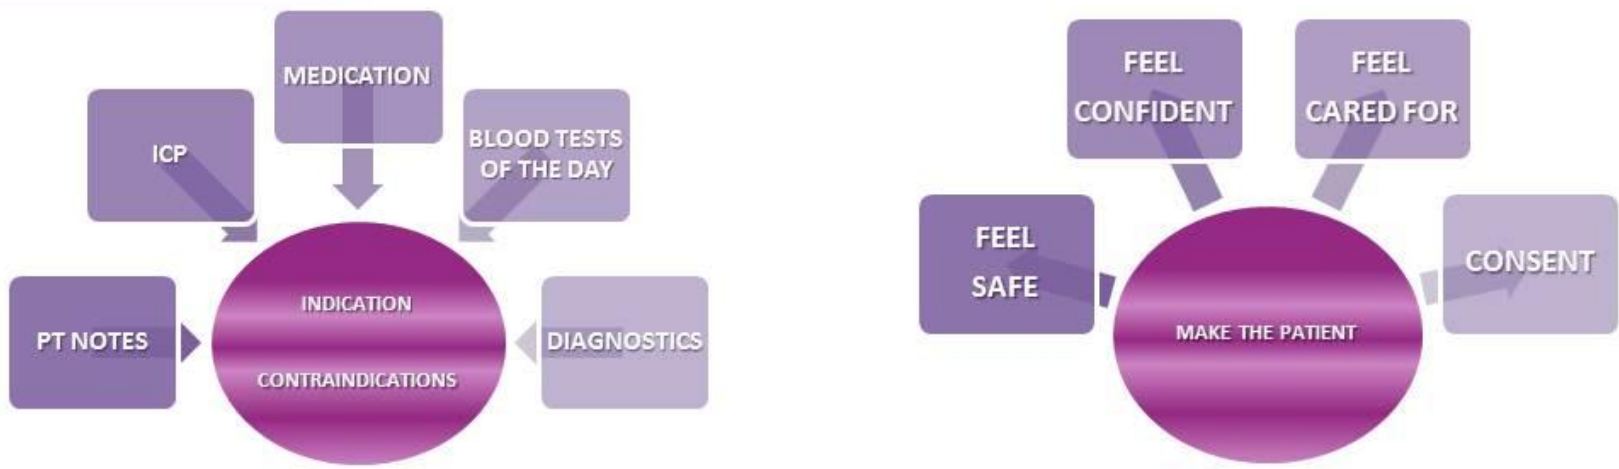 MEDICATION
ICP
BLOOD TESTS
OF THE DAY
PT NOTES
INDICATION
CONTRAINDICATIONS
DIAGNOSTICS
FEEL
CONFIDENT
FEEL
CARED FOR
FEEL
SAFE
CONSENT
MAKE THE PATIENT